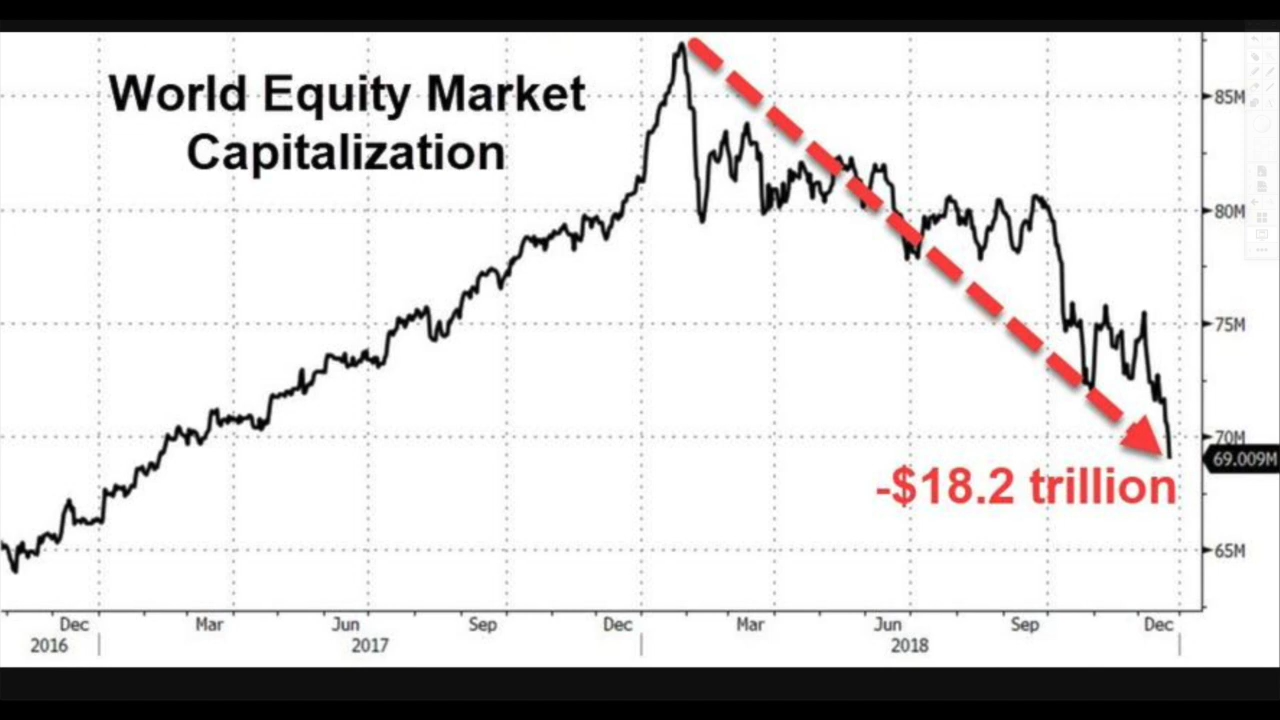 World Equity Market
Capitalization
85M
80M
75M
70M
69.009M
-$18.2 trillion
65M
Dec Mar Jun Sep Dec Mar Jun Sep Dec
2016 2017 2018